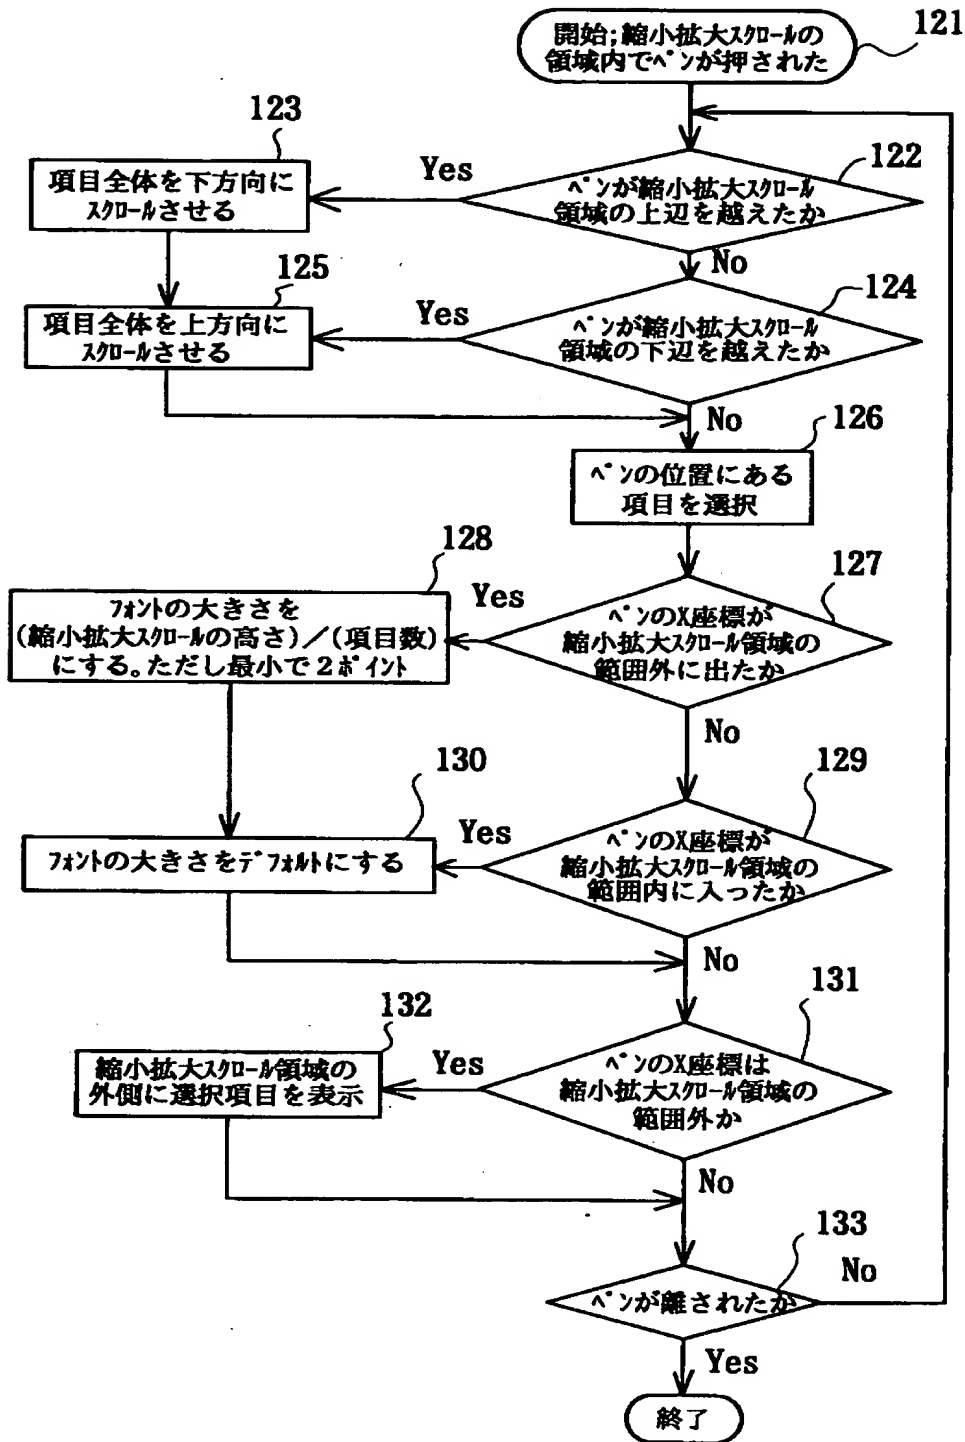 開始;縮小拡大スクロールの
領域内でペンが押された
121
123
項目全体を下方向に
スクロールさせる
Yes
122
ペンが縮小拡大スクロール
領域の上辺を越えたか
No
125
項目全体を上方向に
スクロールさせる
Yes
124
ペンが縮小拡大スクロール
領域の下辺を越えたか
No
126
ペンの位置にある
項目を選択
128
フォントの大きさを
(縮小拡大スクロールの高さ)/(項目数)
にする。ただし最小で2ポイント
Yes
127
ペンのX座標が
縮小拡大スクロール領域の
範囲外に出たか
No
130
フォントの大きさをデフォルトにする
Yes
129
ペンのX座標が
縮小拡大スクロール領域の
範囲内に入ったか
No
132
縮小拡大スクロール領域の
外側に選択項目を表示
Yes
131
ペンのX座標は
縮小拡大スクロール領域の
範囲外か
No
133
ペンが離されたか
No
Yes
終了